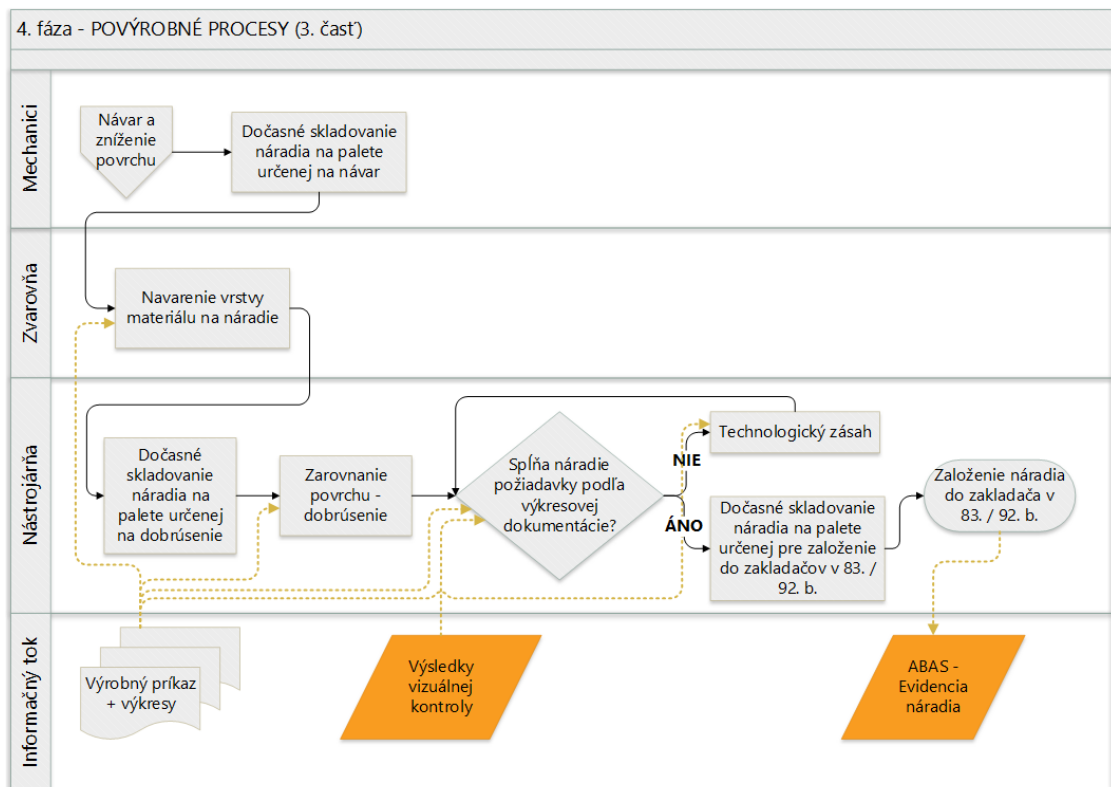 4. fáza - POVÝROBNÉ PROCESY (3. časť)
Mechanici
Návar a
zníženie
povrchu
Dočasné skladovanie
náradia na palete
určenej na návar
Zvarovňa
Navarenie vrstvy
materiálu na náradie
Nástrojárňa
Dočasné
skladovanie
náradia na
palete určenej
na dobrúsenie
Zarovnanie
povrchu -
dobrúsenie
Spĺňa náradie
požiadavky podľa
výkresovej
dokumentácie?
NIE
Technologický zásah
ÁNO
Dočasné skladovanie
náradia na palete
určenej pre založenie
do zakladačov v 83. /
92. b.
Založenie náradia
do zakladača v
83. / 92. b.
Informačný tok
Výrobný príkaz
+ výkresy
Výsledky
vizuálnej
kontroly
ABAS -
Evidencia
náradia